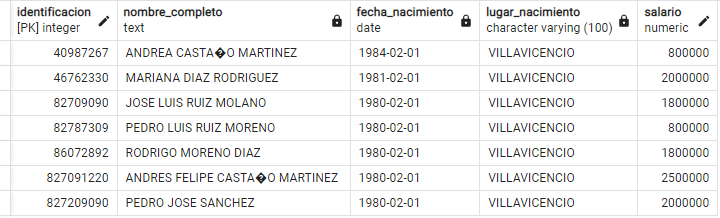 identificacion nombre_completo fecha_nacimiento lugar_nacimiento salario
[PK] integer text date character varying (100) numeric
40987267 ANDREA CASTA�O MARTINEZ 1984-02-01 VILLAVICENCIO 800000
46762330 MARIANA DIAZ RODRIGUEZ 1981-02-01 VILLAVICENCIO 2000000
82709090 JOSE LUIS RUIZ MOLANO 1980-02-01 VILLAVICENCIO 1800000
82787309 PEDRO LUIS RUIZ MORENO 1980-02-01 VILLAVICENCIO 800000
86072892 RODRIGO MORENO DIAZ 1980-02-01 VILLAVICENCIO 1800000
827091220 ANDRES FELIPE CASTA�O MARTINEZ 1980-02-01 VILLAVICENCIO 2500000
827209090 PEDRO JOSE SANCHEZ 1980-02-01 VILLAVICENCIO 2000000